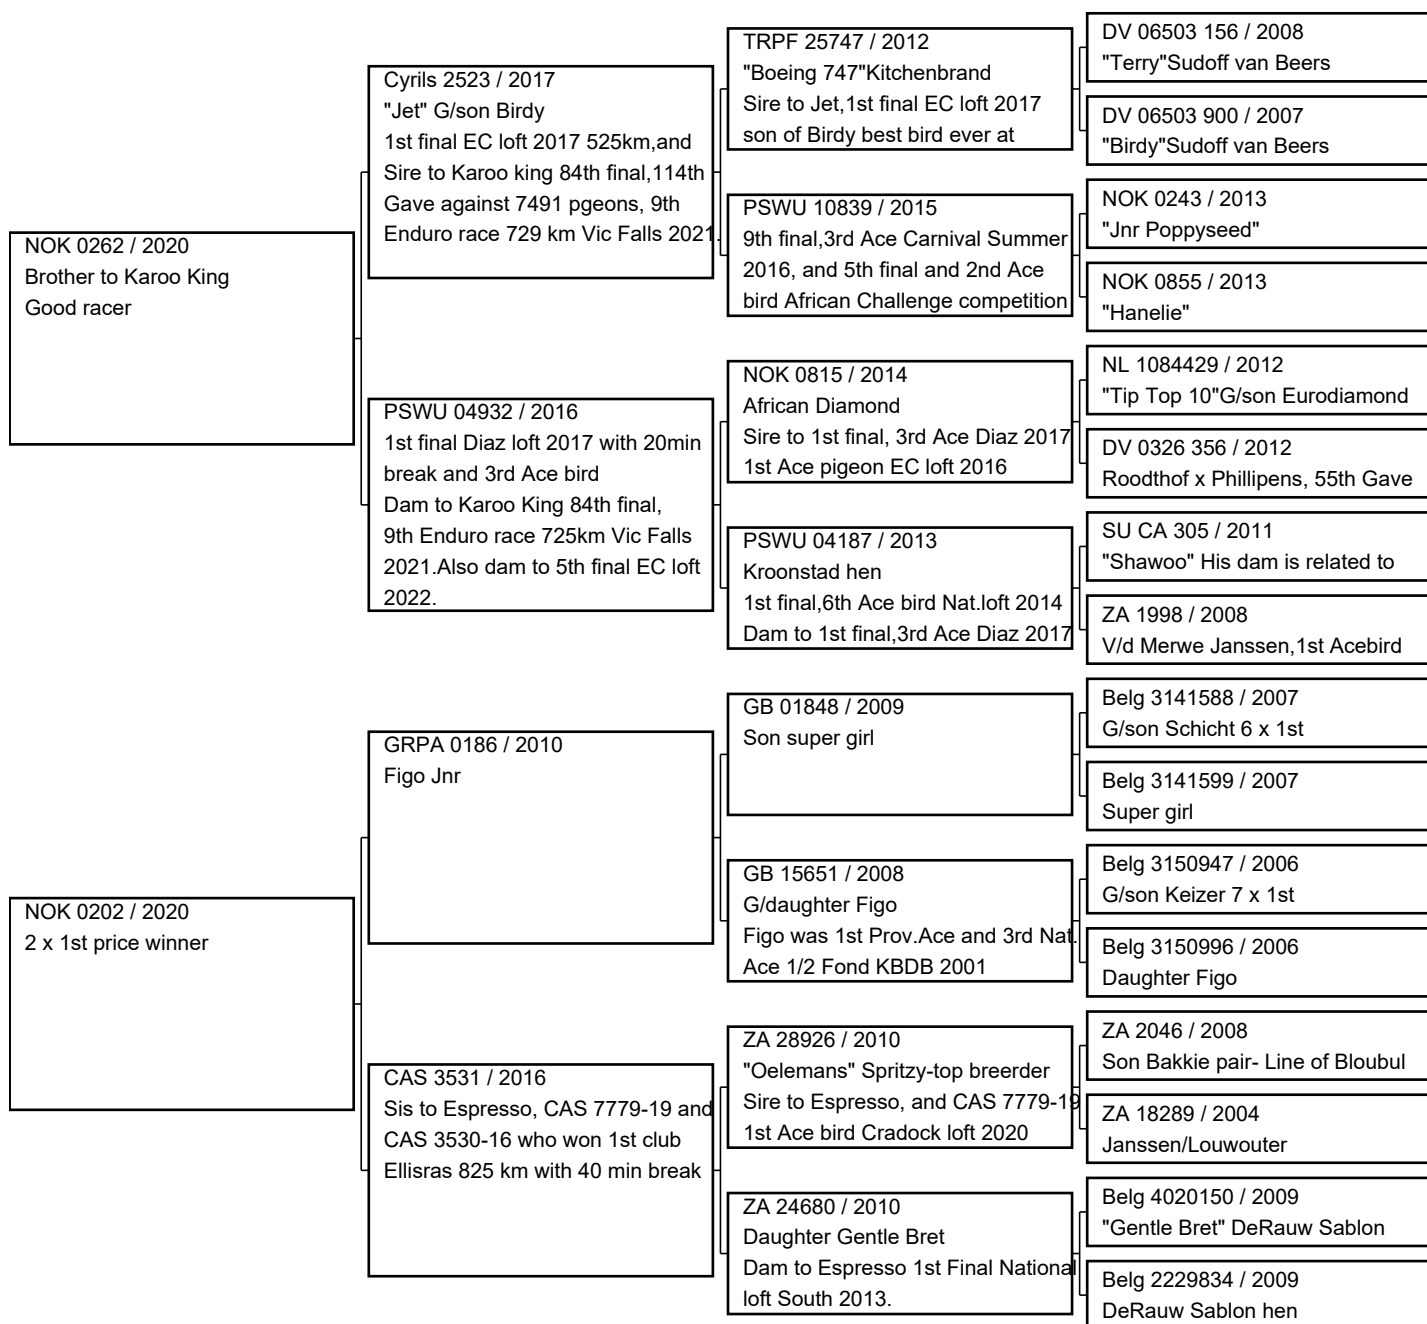 NOK 0262 / 2020
Brother to Karoo King
Good racer
NOK 0202 / 2020
2 x 1st price winner
Cyrils 2523 / 2017
"Jet" G/son Birdy
1st final EC loft 2017 525km,and
Sire to Karoo king 84th final,114th
Gave against 7491 pgeons, 9th
Enduro race 729 km Vic Falls 2021.
PSWU 04932 / 2016
1st final Diaz loft 2017 with 20min
break and 3rd Ace bird
Dam to Karoo King 84th final,
9th Enduro race 725km Vic Falls
2021.Also dam to 5th final EC loft
2022.
GRPA 0186 / 2010
Figo Jnr
CAS 3531 / 2016
Sis to Espresso, CAS 7779-19 and
CAS 3530-16 who won 1st club
Ellisras 825 km with 40 min break
TRPF 25747 / 2012
"Boeing 747"Kitchenbrand
Sire to Jet,1st final EC loft 2017
son of Birdy best bird ever at
PSWU 10839 / 2015
9th final,3rd Ace Carnival Summer
2016, and 5th final and 2nd Ace
bird African Challenge competition
NOK 0815 / 2014
African Diamond
Sire to 1st final, 3rd Ace Diaz 2017
1st Ace pigeon EC loft 2016
PSWU 04187 / 2013
Kroonstad hen
1st final,6th Ace bird Nat.loft 2014
Dam to 1st final,3rd Ace Diaz 2017
GB 01848 / 2009
Son super girl
GB 15651 / 2008
G/daughter Figo
Figo was 1st Prov.Ace and 3rd Nat.
Ace 1/2 Fond KBDB 2001
ZA 28926 / 2010
"Oelemans" Spritzy-top breerder
Sire to Espresso, and CAS 7779-19
1st Ace bird Cradock loft 2020
ZA 24680 / 2010
Daughter Gentle Bret
Dam to Espresso 1st Final National
loft South 2013.
DV 06503 156 / 2008
"Terry"Sudoff van Beers
DV 06503 900 / 2007
"Birdy"Sudoff van Beers
NOK 0243 / 2013
"Jnr Poppyseed"
NOK 0855 / 2013
"Hanelie"
NL 1084429 / 2012
"Tip Top 10"G/son Eurodiamond
DV 0326 356 / 2012
Roodthof x Phillipens, 55th Gave
SU CA 305 / 2011
"Shawoo" His dam is related to
ZA 1998 / 2008
V/d Merwe Janssen,1st Acebird
Belg 3141588 / 2007
G/son Schicht 6 x 1st
Belg 3141599 / 2007
Super girl
Belg 3150947 / 2006
G/son Keizer 7 x 1st
Belg 3150996 / 2006
Daughter Figo
ZA 2046 / 2008
Son Bakkie pair- Line of Bloubul
ZA 18289 / 2004
Janssen/Louwouter
Belg 4020150 / 2009
"Gentle Bret" DeRauw Sablon
Belg 2229834 / 2009
DeRauw Sablon hen